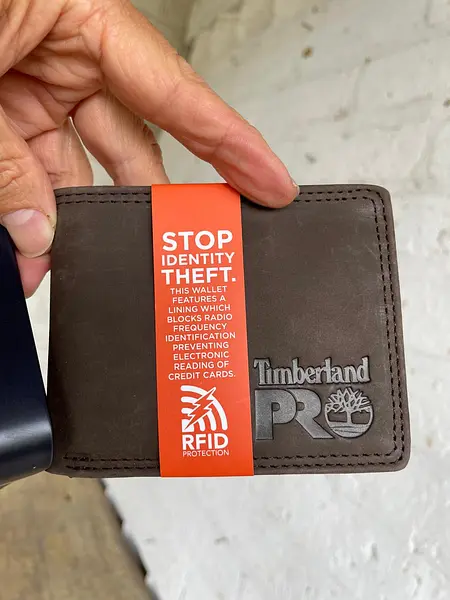 STOP
IDENTITY
THEFT.
THIS WALLET
FEATURES A
LINING WHICH
BLOCKS RADIO
FREQUENCY
IDENTIFICATION
PREVENTING
ELECTRONIC
READING OF
CREDIT CARDS.
RFID
PROTECTION
Timberland
PRO